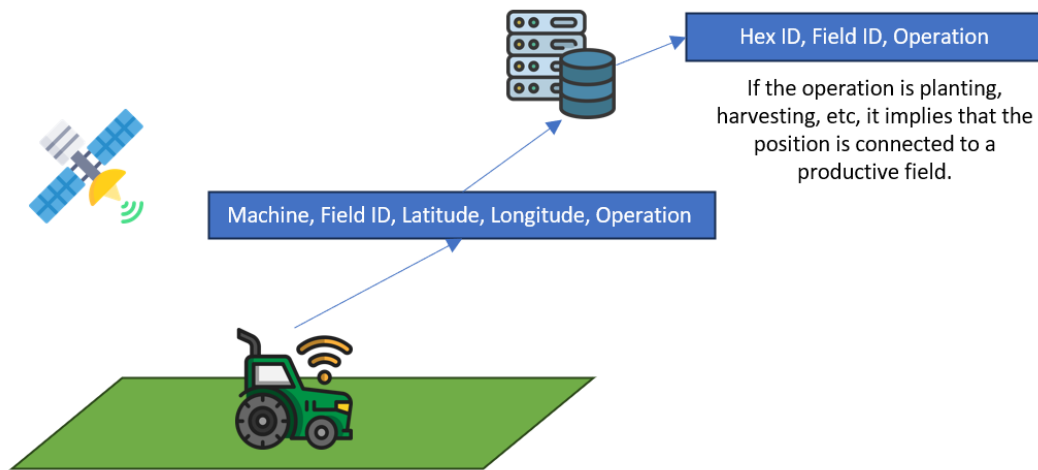 Hex ID, Field ID, Operation
If the operation is planting,
harvesting, etc, it implies that the
position is connected to a
productive field.
Machine, Field ID, Latitude, Longitude, Operation